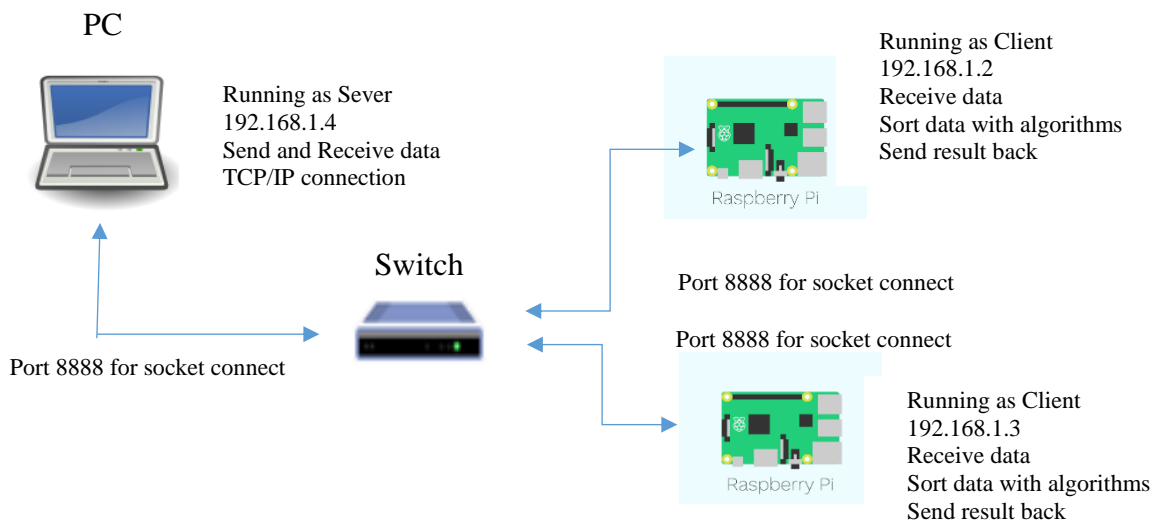 PC
Running as Sever
192.168.1.4
Send and Receive data
TCP/IP connection
Running as Client
192.168.1.2
Receive data
Sort data with algorithms
Send result back
Raspberry Pi
Switch
Port 8888 for socket connect
Port 8888 for socket connect
Port 8888 for socket connect
Running as Client
192.168.1.3
Receive data
Sort data with algorithms
Send result back
Raspberry Pi